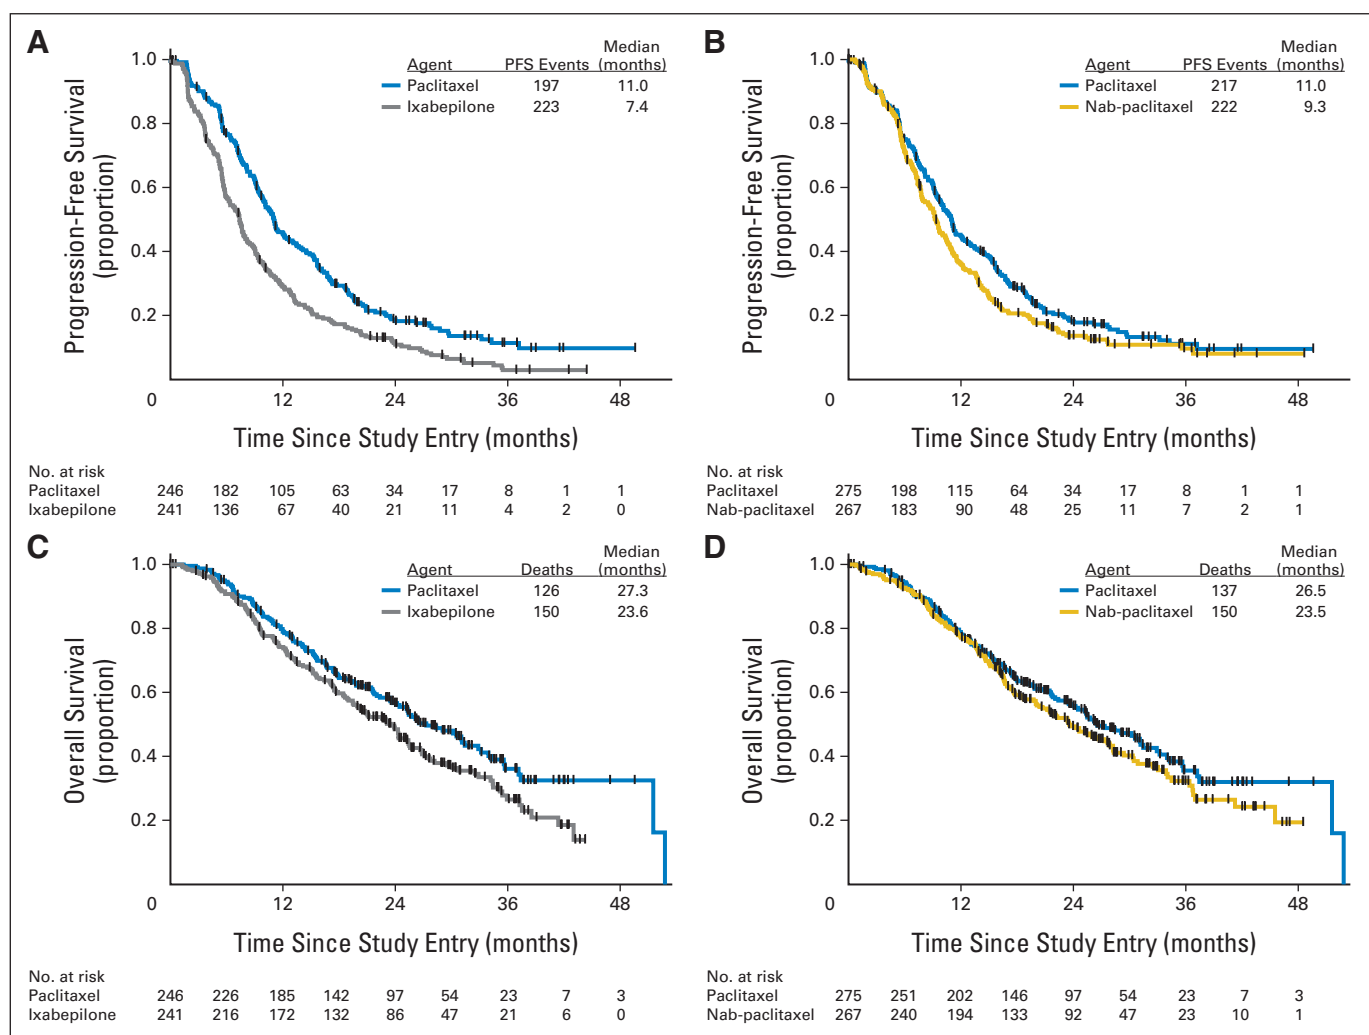 A
Median
Agent PFS Events (months)
Paclitaxel 197 11.0
Ixabepilone 223 7.4
Progression-Free Survival
(proportion)
1.0
0.8
0.6
0.4
0.2
0 12 24 36 48
Time Since Study Entry (months)
No. at risk
Paclitaxel 246 182 105 63 34 17 8 1 1
Ixabepilone 241 136 67 40 21 11 4 2 0
B
Median
Agent PFS Events (months)
Paclitaxel 217 11.0
Nab-paclitaxel 222 9.3
Progression-Free Survival
(proportion)
1.0
0.8
0.6
0.4
0.2
0 12 24 36 48
Time Since Study Entry (months)
No. at risk
Paclitaxel 275 198 115 64 34 17 8 1 1
Nab-paclitaxel 267 183 90 48 25 11 7 2 1
C
Median
Agent Deaths (months)
Paclitaxel 126 27.3
Ixabepilone 150 23.6
Overall Survival
(proportion)
1.0
0.8
0.6
0.4
0.2
0 12 24 36 48
Time Since Study Entry (months)
No. at risk
Paclitaxel 246 226 185 142 97 54 23 7 3
Ixabepilone 241 216 172 132 86 47 21 6 0
D
Median
Agent Deaths (months)
Paclitaxel 137 26.5
Nab-paclitaxel 150 23.5
Overall Survival
(proportion)
1.0
0.8
0.6
0.4
0.2
0 12 24 36 48
Time Since Study Entry (months)
No. at risk
Paclitaxel 275 251 202 146 97 54 23 7 3
Nab-paclitaxel 267 240 194 133 92 47 23 10 1